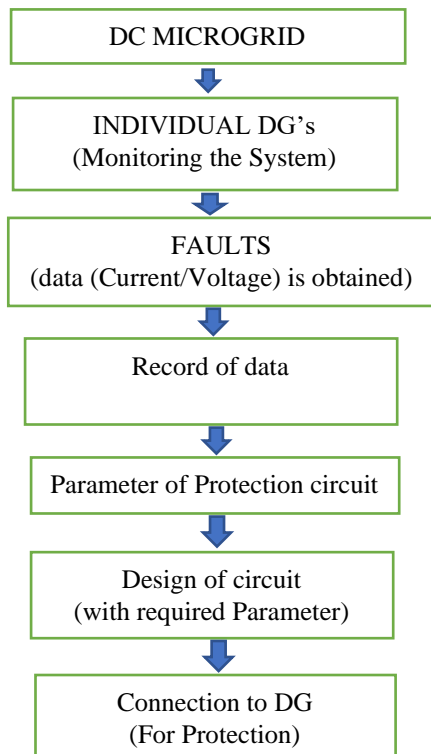 DC MICROGRID
INDIVIDUAL DG's
(Monitoring the System)
FAULTS
(data (Current/Voltage) is obtained)
Record of data
Parameter of Protection circuit
Design of circuit
(with required Parameter)
Connection to DG
(For Protection)